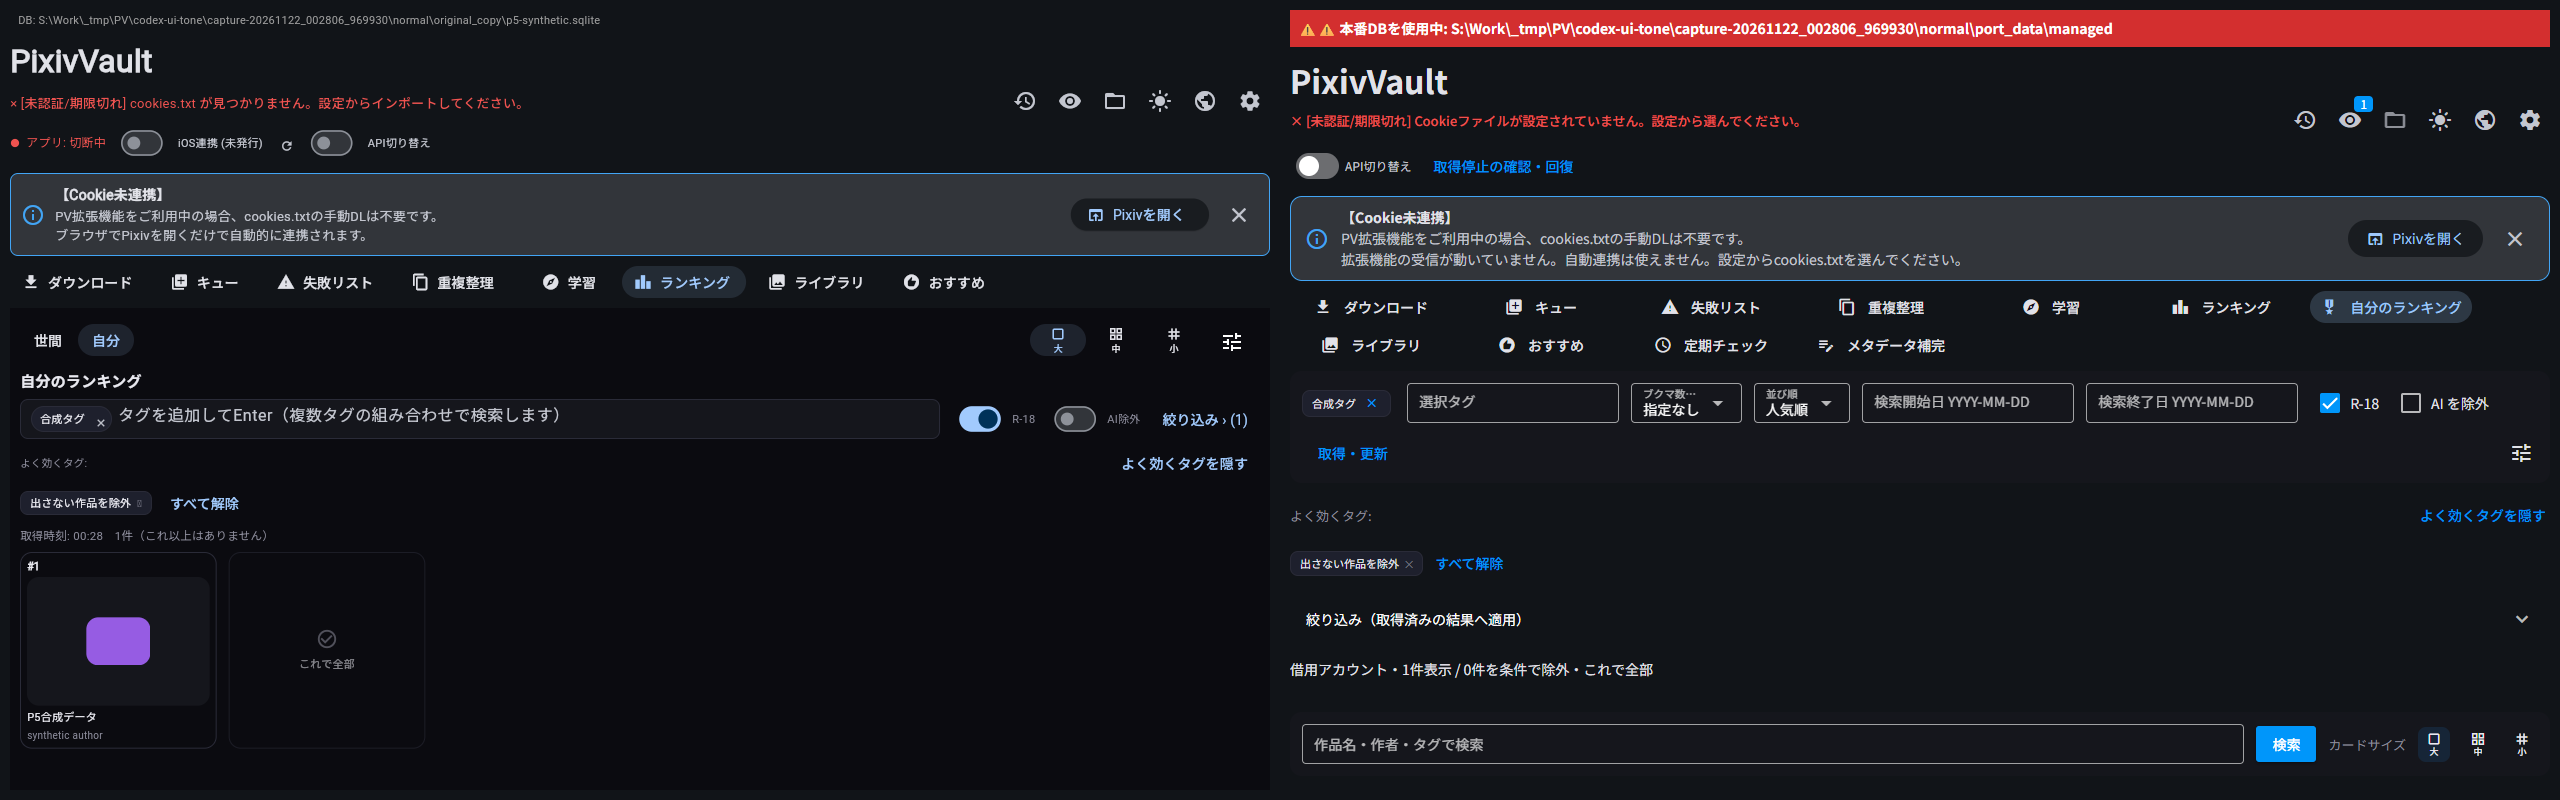 DB: S:\Work\_tmp\PV\codex-ui-tone\capture-20261122_002806_969930\normal\original_copy\p5-synthetic.sqlite
PixivVault
× [未認証/期限切れ] cookies.txt が見つかりません。設定からインポートしてください。
アプリ: 切断中
iOS連携 (未発行)
API切り替え
【Cookie未連携】
PV拡張機能をご利用中の場合、cookies.txtの手動DLは不要です。
ブラウザでPixivを開くだけで自動的に連携されます。
Pixivを開く
ダウンロード
キュー
失敗リスト
重複整理
学習
ランキング
ライブラリ
おすすめ
世間
自分
大
中
小
自分のランキング
合成タグ ×
タグを追加してEnter（複数タグの組み合わせで検索します）
R-18
AI除外
絞り込み › (1)
よく効くタグ:
よく効くタグを隠す
出さない作品を除外
すべて解除
取得時刻: 00:28 1件（これ以上はありません）
#1
P5合成データ
synthetic author
これで全部
本番DBを使用中: S:\Work\_tmp\PV\codex-ui-tone\capture-20261122_002806_969930\normal\port_data\managed
PixivVault
× [未認証/期限切れ] Cookieファイルが設定されていません。設定から選んでください。
1
API切り替え
取得停止の確認・回復
【Cookie未連携】
PV拡張機能をご利用中の場合、cookies.txtの手動DLは不要です。
拡張機能の受信が動いていません。自動連携は使えません。設定からcookies.txtを選んでください。
Pixivを開く
ダウンロード
キュー
失敗リスト
重複整理
学習
ランキング
自分のランキング
ライブラリ
おすすめ
定期チェック
メタデータ補完
合成タグ ×
選択タグ
ブクマ数…
指定なし
並び順
人気順
検索開始日 YYYY-MM-DD
検索終了日 YYYY-MM-DD
R-18
AI を除外
取得・更新
よく効くタグ:
よく効くタグを隠す
出さない作品を除外 ×
すべて解除
絞り込み（取得済みの結果へ適用）
借用アカウント・1件表示 / 0件を条件で除外・これで全部
作品名・作者・タグで検索
検索
カードサイズ
大
中
小